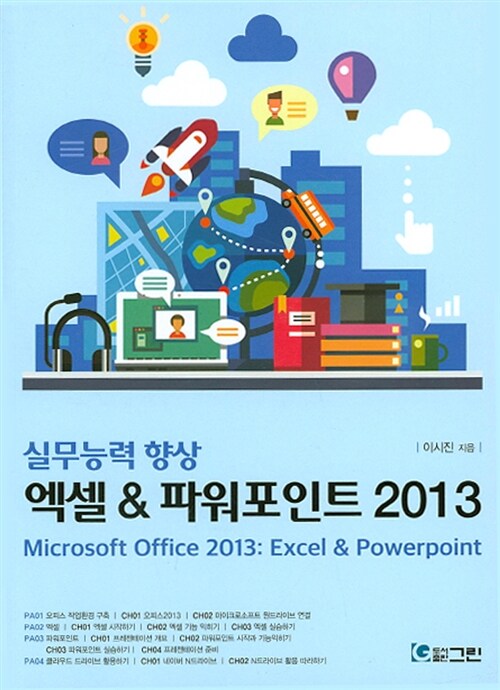 실무능력 향상
| 이시진 지음 |
엑셀 & 파워포인트 2013
Microsoft Office 2013: Excel & Powerpoint
PA01 오피스 작업환경 구축 | CH01 오피스2013 | CH02 마이크로소프트 원드라이브 연결
PA02 엑셀 | CH01 엑셀 시작하기 | CH02 엑셀 기능 익히기 | CH03 엑셀 실습하기
PA03 파워포인트 | CH01 프레젠테이션 개요 | CH02 파워포인트 시작과 기능익히기
CH03 파워포인트 실습하기 | CH04 프레젠테이션 준비
PA04 클라우드 드라이브 활용하기 | CH01 네이버 N드라이브 | CH02 N드라이브 활용 따라하기
도서출판 그린